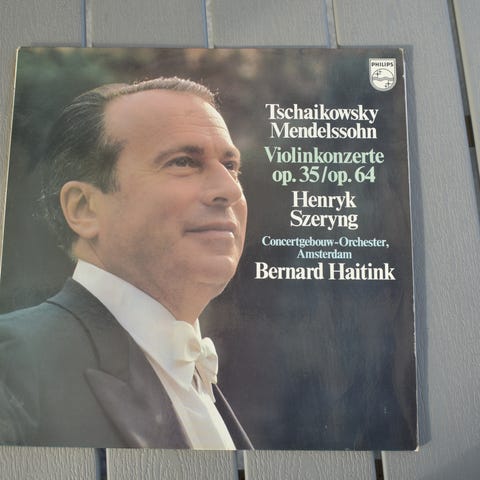 PHILIPS
Tschaikowsky
Mendelssohn
Violinkonzerte
op. 35/op. 64
Henryk
Szeryng
Concertgebouw-Orchester,
Amsterdam
Bernard Haitink